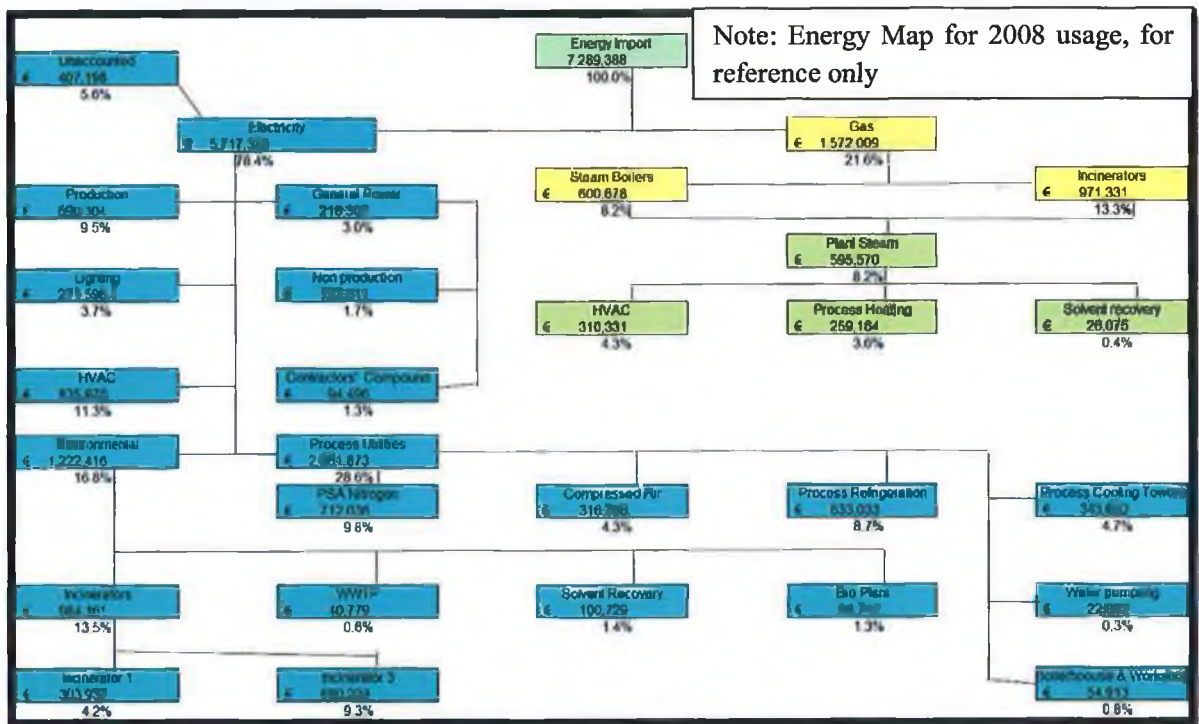 Note: Energy Map for 2008 usage, for
reference only
Energy Import
7 289,388
100.0%
Unaccounted
€ 407,198
5.6%
Electricity
78.4%
Gas
€ 1 572 009
21.6%
Steam Boilers
€ 600,678
8.2%
Incinerators
€ 971,331
13.3%
Production
9.5%
General Power
3.0%
Plant Steam
€ 595,570
8.2%
Lighting
3.7%
Non production
1.7%
HVAC
€ 310,331
4.3%
Process Heating
€ 259,164
3.6%
Solvent recovery
€ 26,075
0.4%
HVAC
11.3%
Contractors' Compound
€ 94,496
1.3%
Environmental
€ 1,222,416
16.8%
Process Utilities
28.6%
PSA Nitrogen
€ 712,036
9.8%
Compressed Air
4.3%
Process Refrigeration
€ 633,033
8.7%
Process Cooling Towers
4.7%
Incinerators
13.5%
WWTP
€ 40,779
0.6%
Solvent Recovery
€ 100,729
1.4%
Bio Plant
1.3%
Water pumping
0.3%
Incinerator 1
€ 303,932
4.2%
Incinerator 3
9.3%
& Workshop
€ 54,913
0.8%